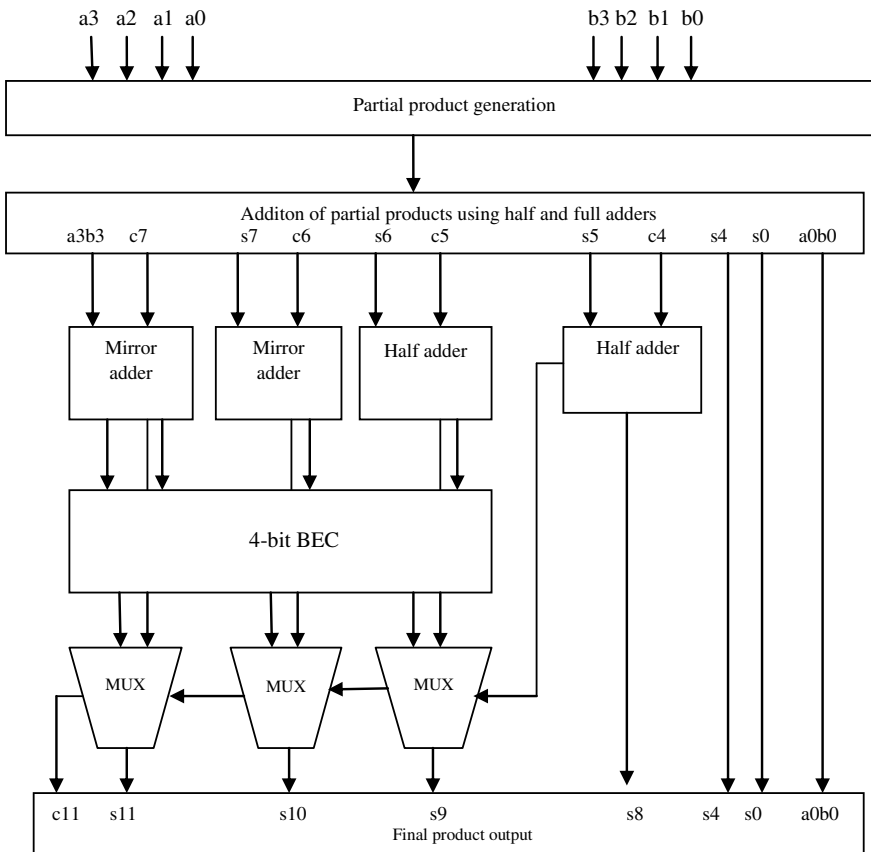 a3 a2 a1 a0 b3 b2 b1 b0
Partial product generation
Additon of partial products using half and full adders
a3b3 c7 s7 c6 s6 c5 s5 c4 s4 s0 a0b0
Mirror
adder
Mirror
adder
Half adder
Half adder
4-bit BEC
MUX MUX MUX
c11 s11 s10 s9 s8 s4 s0 a0b0
Final product output